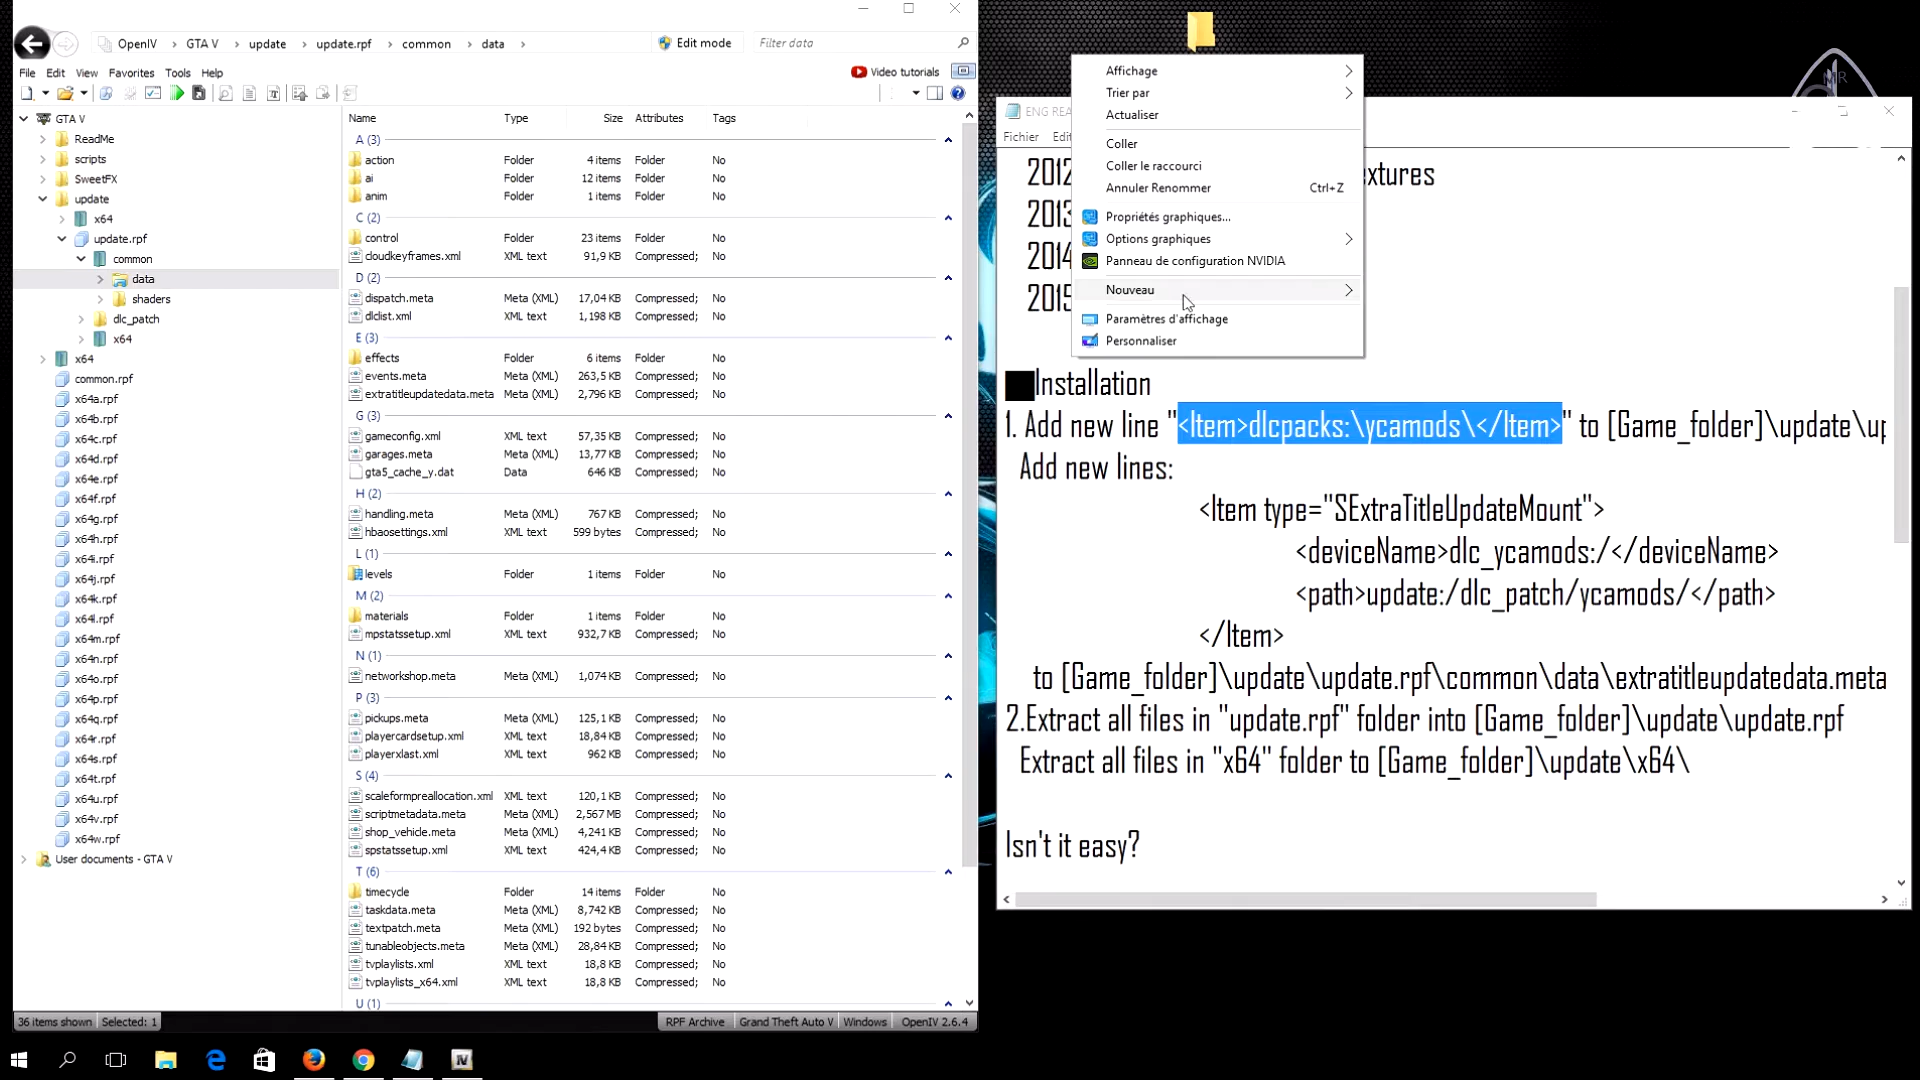 OpenIV
GTA V
update
update.rpf
common
data
Edit mode
Filter data
File
Edit
View
Favorites
Tools
Help
Video tutorials
GTA V
ReadMe
scripts
SweetFX
update
x64
update.rpf
common
data
shaders
dlc_patch
x64
x64
common.rpf
x64a.rpf
x64b.rpf
x64c.rpf
x64d.rpf
x64e.rpf
x64f.rpf
x64g.rpf
x64h.rpf
x64i.rpf
x64j.rpf
x64k.rpf
x64l.rpf
x64m.rpf
x64n.rpf
x64o.rpf
x64p.rpf
x64q.rpf
x64r.rpf
x64s.rpf
x64t.rpf
x64u.rpf
x64v.rpf
x64w.rpf
User documents - GTA V
Name Type Size Attributes Tags
A (3)
action Folder 4 items Folder No
ai Folder 12 items Folder No
anim Folder 1 items Folder No
C (2)
control Folder 23 items Folder No
cloudkeyframes.xml XML text 91,9 KB Compressed; No
D (2)
dispatch.meta Meta (XML) 17,04 KB Compressed; No
dlclist.xml XML text 1,198 KB Compressed; No
E (3)
effects Folder 6 items Folder No
events.meta Meta (XML) 263,5 KB Compressed; No
extratitleupdatedata.meta Meta (XML) 2,796 KB Compressed; No
G (3)
gameconfig.xml XML text 57,35 KB Compressed; No
garages.meta Meta (XML) 13,77 KB Compressed; No
gta5_cache_y.dat Data 646 KB Compressed; No
H (2)
handling.meta Meta (XML) 767 KB Compressed; No
hbaosettings.xml XML text 599 bytes Compressed; No
L (1)
levels Folder 1 items Folder No
M (2)
materials Folder 1 items Folder No
mpstatssetup.xml XML text 932,7 KB Compressed; No
N (1)
networkshop.meta Meta (XML) 1,074 KB Compressed; No
P (3)
pickups.meta Meta (XML) 125,1 KB Compressed; No
playercardsetup.xml XML text 18,84 KB Compressed; No
playerxlast.xml XML text 962 KB Compressed; No
S (4)
scaleformpreallocation.xml XML text 120,1 KB Compressed; No
scriptmetadata.meta Meta (XML) 2,567 MB Compressed; No
shop_vehicle.meta Meta (XML) 4,241 KB Compressed; No
spstatssetup.xml XML text 424,4 KB Compressed; No
T (6)
timecycle Folder 14 items Folder No
taskdata.meta Meta (XML) 8,742 KB Compressed; No
textpatch.meta Meta (XML) 192 bytes Compressed; No
tunableobjects.meta Meta (XML) 28,84 KB Compressed; No
tvplaylists.xml XML text 18,8 KB Compressed; No
tvplaylists_x64.xml XML text 18,8 KB Compressed; No
U (1)
36 items shown Selected: 1
RPF Archive Grand Theft Auto V Windows OpenIV 2.6.4
Affichage
Trier par
Actualiser
Coller
Coller le raccourci
Annuler Renommer Ctrl+Z
Propriétés graphiques...
Options graphiques
Panneau de configuration NVIDIA
Nouveau
Paramètres d'affichage
Personnaliser
ENG REA
Fichier Edit
2012 xtures
2013
2014
2015
Installation
1. Add new line "<Item>dlcpacks:\ycamods\</Item>" to [Game_folder]\update\up
Add new lines:
<Item type="SExtraTitleUpdateMount">
<deviceName>dlc_ycamods:/</deviceName>
<path>update:/dlc_patch/ycamods/</path>
</Item>
to [Game_folder]\update\update.rpf\common\data\extratitleupdatedata.meta
2.Extract all files in "update.rpf" folder into [Game_folder]\update\update.rpf
Extract all files in "x64" folder to [Game_folder]\update\x64\
Isn't it easy?